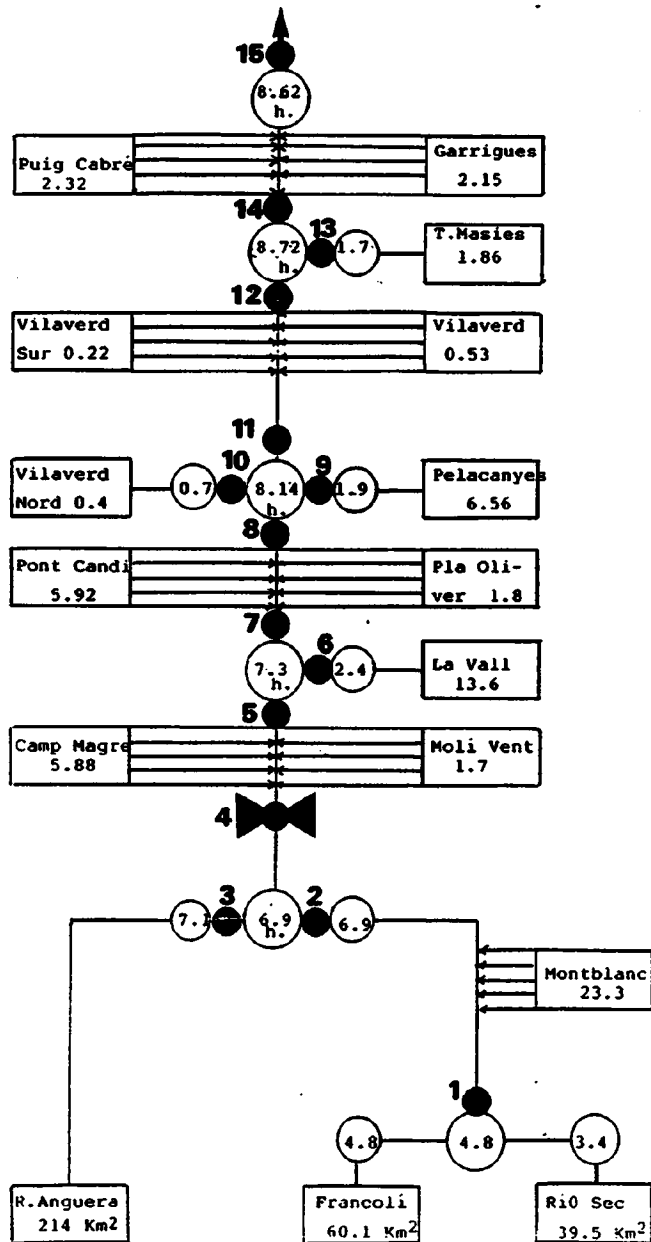 15
8.62
h.
Puig Cabré
2.32
Garrigues
2.15
14
13
8.72
h.
1.7
T.Masies
1.86
12
Vilaverd
Sur 0.22
Vilaverd
0.53
11
10
9
Vilaverd
Nord 0.4
0.7
8.14
h.
1.9
Pelacanyes
6.56
8
Pont Candi
5.92
Pla Oli-
ver 1.8
7
6
7.3
h.
2.4
La Vall
13.6
5
Camp Magre
5.88
Moli Vent
1.7
4
3
2
7.1
6.9
h.
6.9
Montblanc
23.3
1
4.8
4.8
3.4
R.Anguera
214 Km2
Francolí
60.1 Km2
Ri0 Sec
39.5 Km2